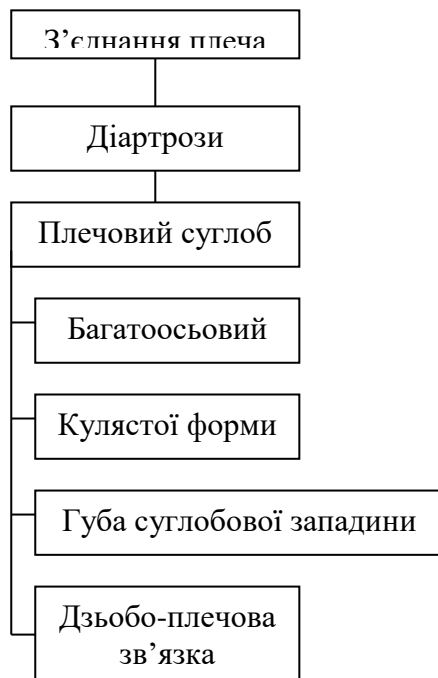 З’єднання плеча
Діартрози
Плечовий суглоб
Багатоосьовий
Кулястої форми
Губа суглобової западини
Дзьобо-плечова
зв’язка